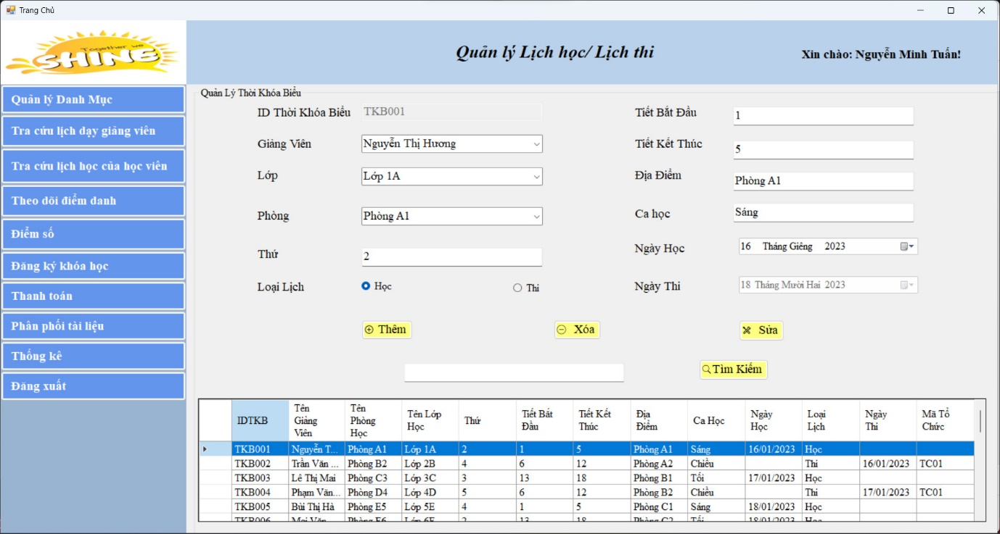 Trang Chủ
Together we
SHINE
Quản lý Lịch học/ Lịch thi
Xin chào: Nguyễn Minh Tuấn!
Quản lý Danh Mục
Tra cứu lịch dạy giảng viên
Tra cứu lịch học của học viên
Theo dõi điểm danh
Điểm số
Đăng ký khóa học
Thanh toán
Phân phối tài liệu
Thống kê
Đăng xuất
Quản Lý Thời Khóa Biểu
ID Thời Khóa Biểu TKB001
Tiết Bắt Đầu 1
Giảng Viên Nguyễn Thị Hương
Tiết Kết Thúc 5
Lớp Lớp 1A
Địa Điểm Phòng A1
Phòng Phòng A1
Ca học Sáng
Thứ 2
Ngày Học 16 Tháng Giêng 2023
Loại Lịch Học Thi
Ngày Thi 18 Tháng Mười Hai 2023
Thêm Xóa Sửa
Tìm Kiếm
IDTKB Tên Giảng Viên Tên Phòng Học Tên Lớp Học Thứ Tiết Bắt Đầu Tiết Kết Thúc Địa Điểm Ca Học Ngày Học Loại Lịch Ngày Thi Mã Tổ Chức
TKB001 Nguyễn T... Phòng A1 Lớp 1A 2 1 5 Phòng A1 Sáng 16/01/2023 Học
TKB002 Trần Văn ... Phòng B2 Lớp 2B 4 6 12 Phòng A2 Chiều Thi 16/01/2023 TC01
TKB003 Lê Thị Mai Phòng C3 Lớp 3C 3 13 18 Phòng B1 Tối 17/01/2023 Học
TKB004 Phạm Văn... Phòng D4 Lớp 4D 5 6 12 Phòng B2 Chiều Thi 17/01/2023 TC01
TKB005 Bùi Thị Hà Phòng E5 Lớp 5E 4 1 5 Phòng C1 Sáng 18/01/2023 Học
TKB006 Mai Văn... Phòng F6 Lớp 6F 2 13 18 Phòng C2 Tối 18/01/2023 Học